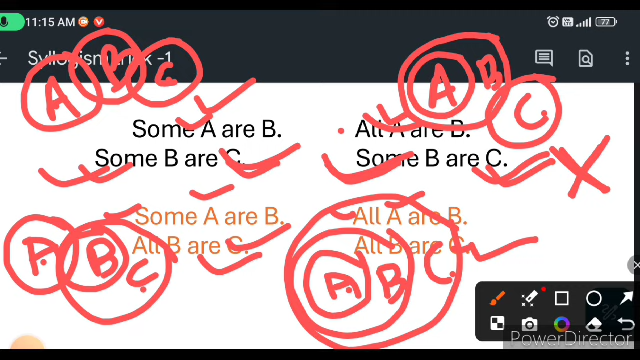 11:15 AM
77
Syllogism trick -1
A B C
A B C
Some A are B.
All A are B.
Some B are C.
Some B are C.
X
Some A are B.
All A are B.
All B are C.
All B are C.
A B C
A B C
PowerDirector